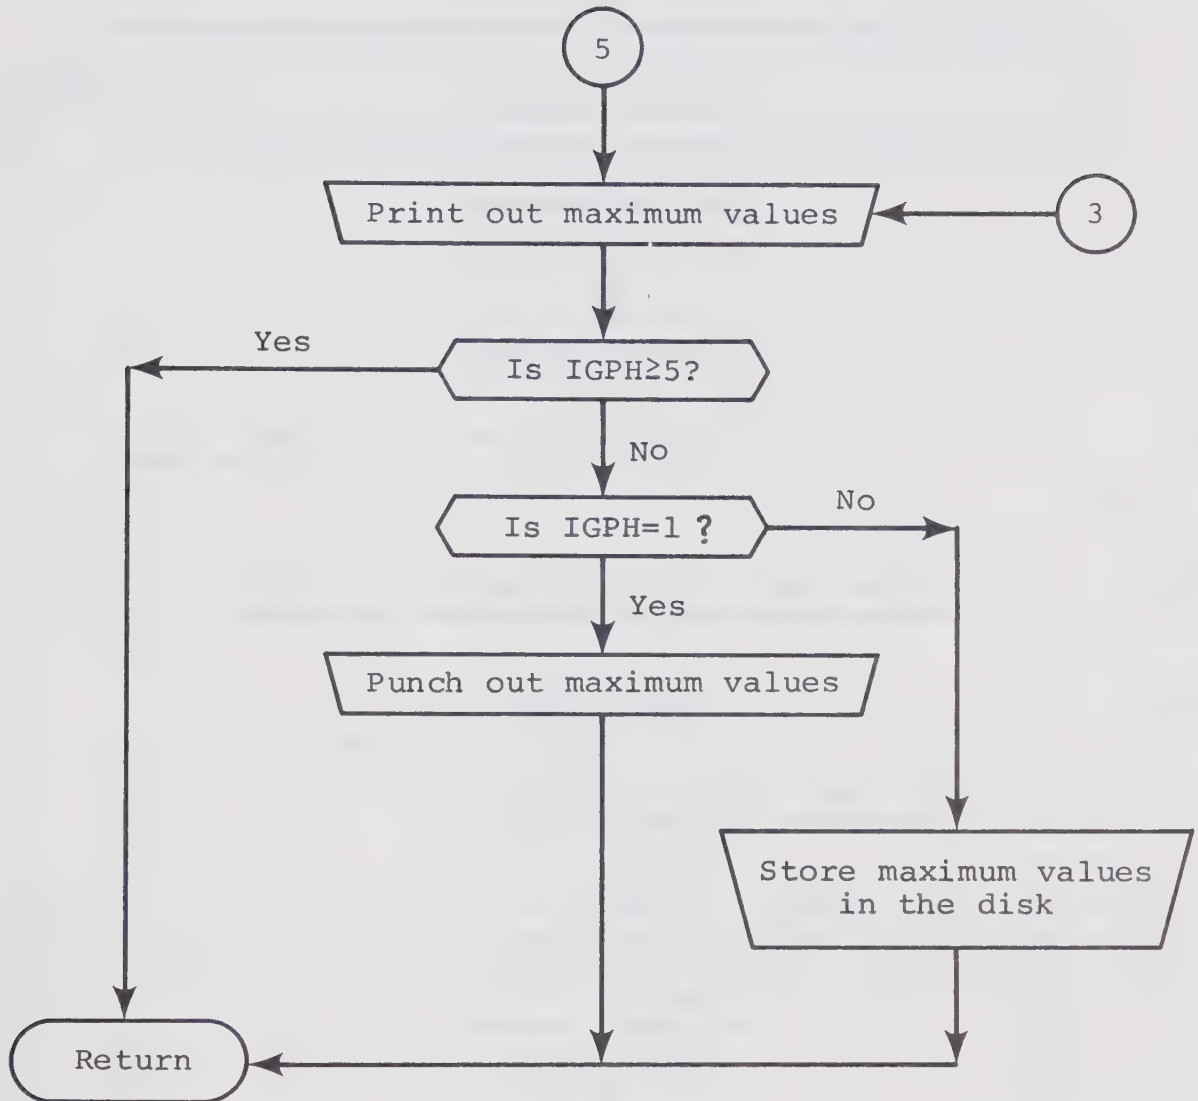 5
Print out maximum values
3
Yes
Is IGPH≥5?
No
Is IGPH=1 ?
No
Yes
Punch out maximum values
Store maximum values
in the disk
Return